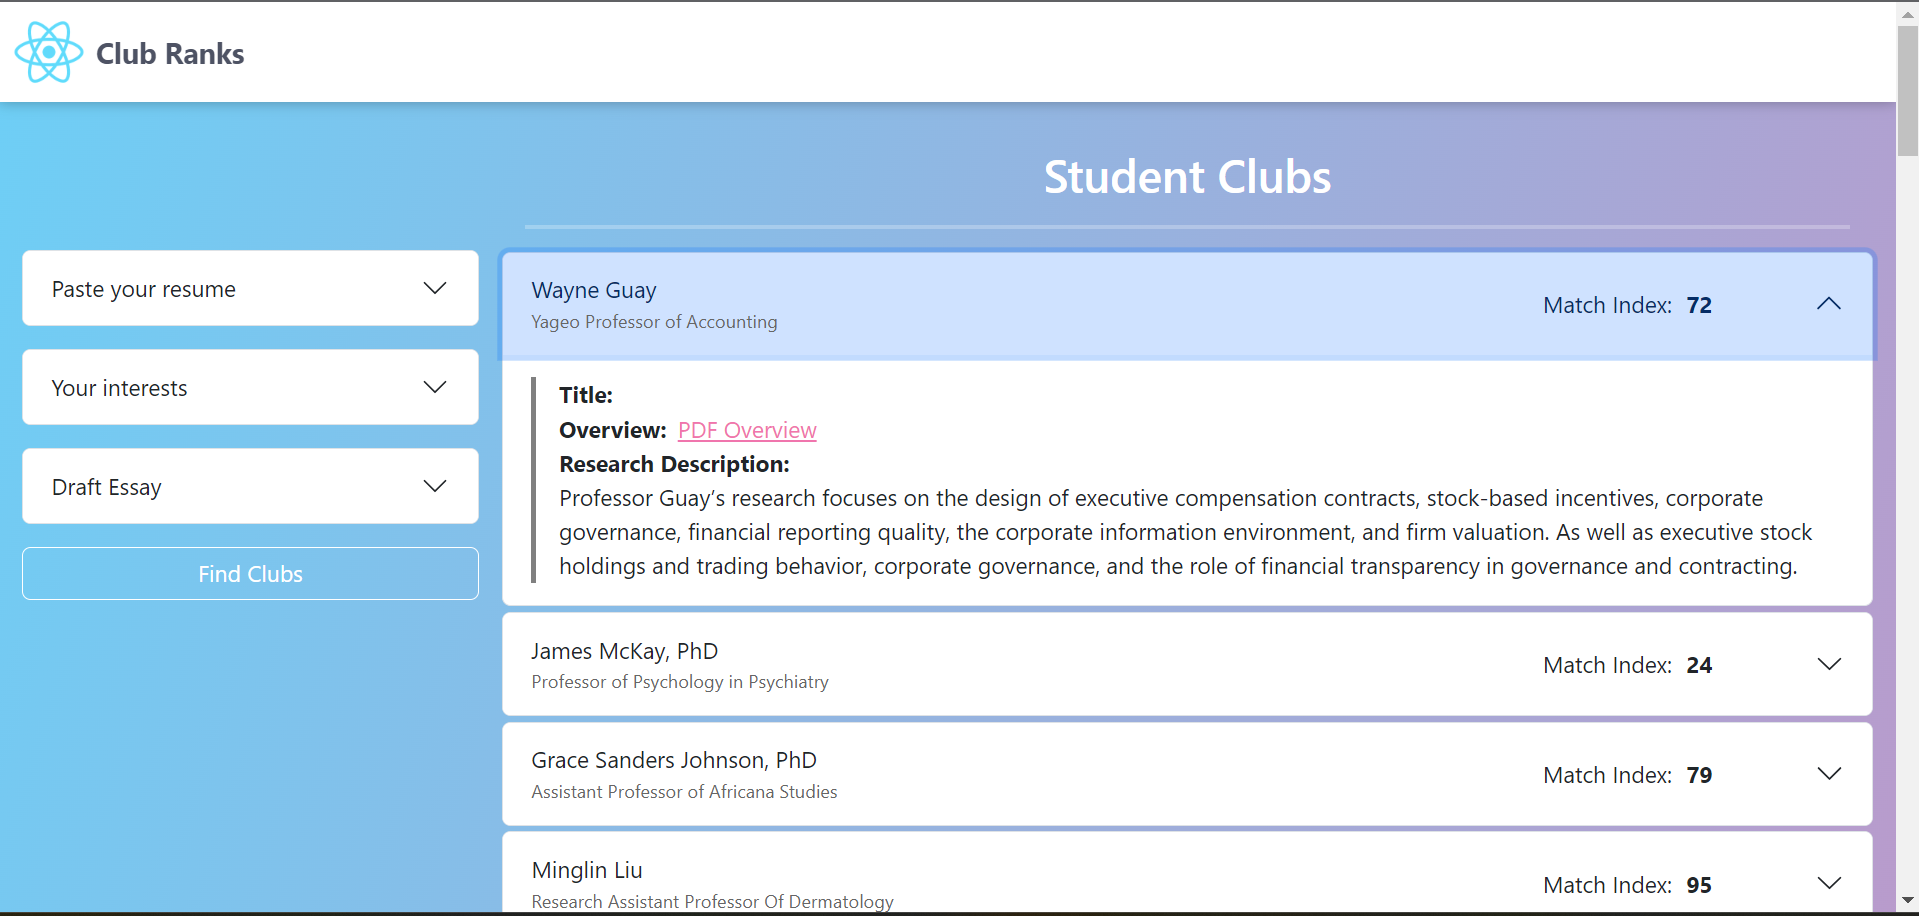 Club Ranks
Student Clubs
Paste your resume
Your interests
Draft Essay
Find Clubs
Wayne Guay
Yageo Professor of Accounting
Match Index: 72
Title:
Overview: PDF Overview
Research Description:
Professor Guay’s research focuses on the design of executive compensation contracts, stock-based incentives, corporate
governance, financial reporting quality, the corporate information environment, and firm valuation. As well as executive stock
holdings and trading behavior, corporate governance, and the role of financial transparency in governance and contracting.
James McKay, PhD
Professor of Psychology in Psychiatry
Match Index: 24
Grace Sanders Johnson, PhD
Assistant Professor of Africana Studies
Match Index: 79
Minglin Liu
Research Assistant Professor Of Dermatology
Match Index: 95